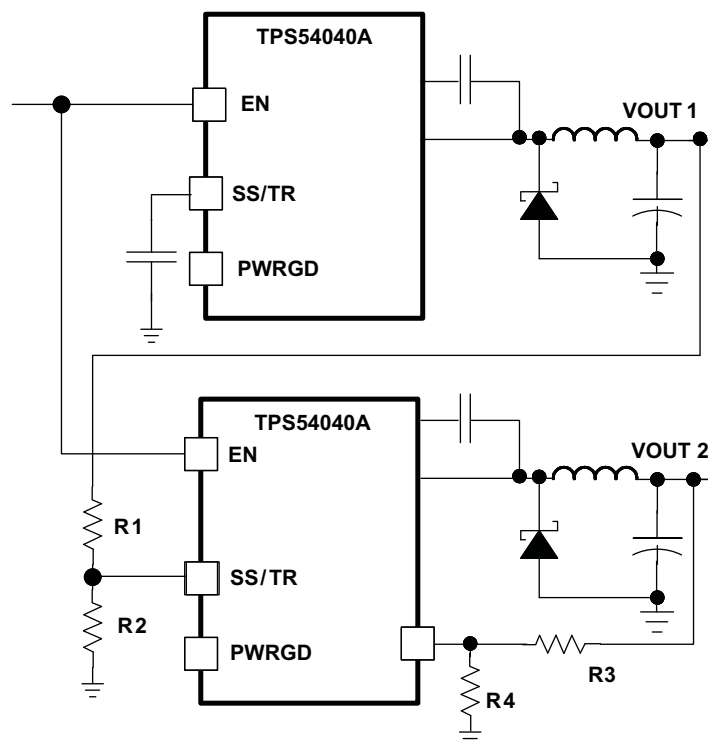 TPS54040A
EN
VOUT 1
SS/TR
PWRGD
TPS54040A
EN
VOUT 2
R1
SS/TR
R2
PWRGD
R3
R4